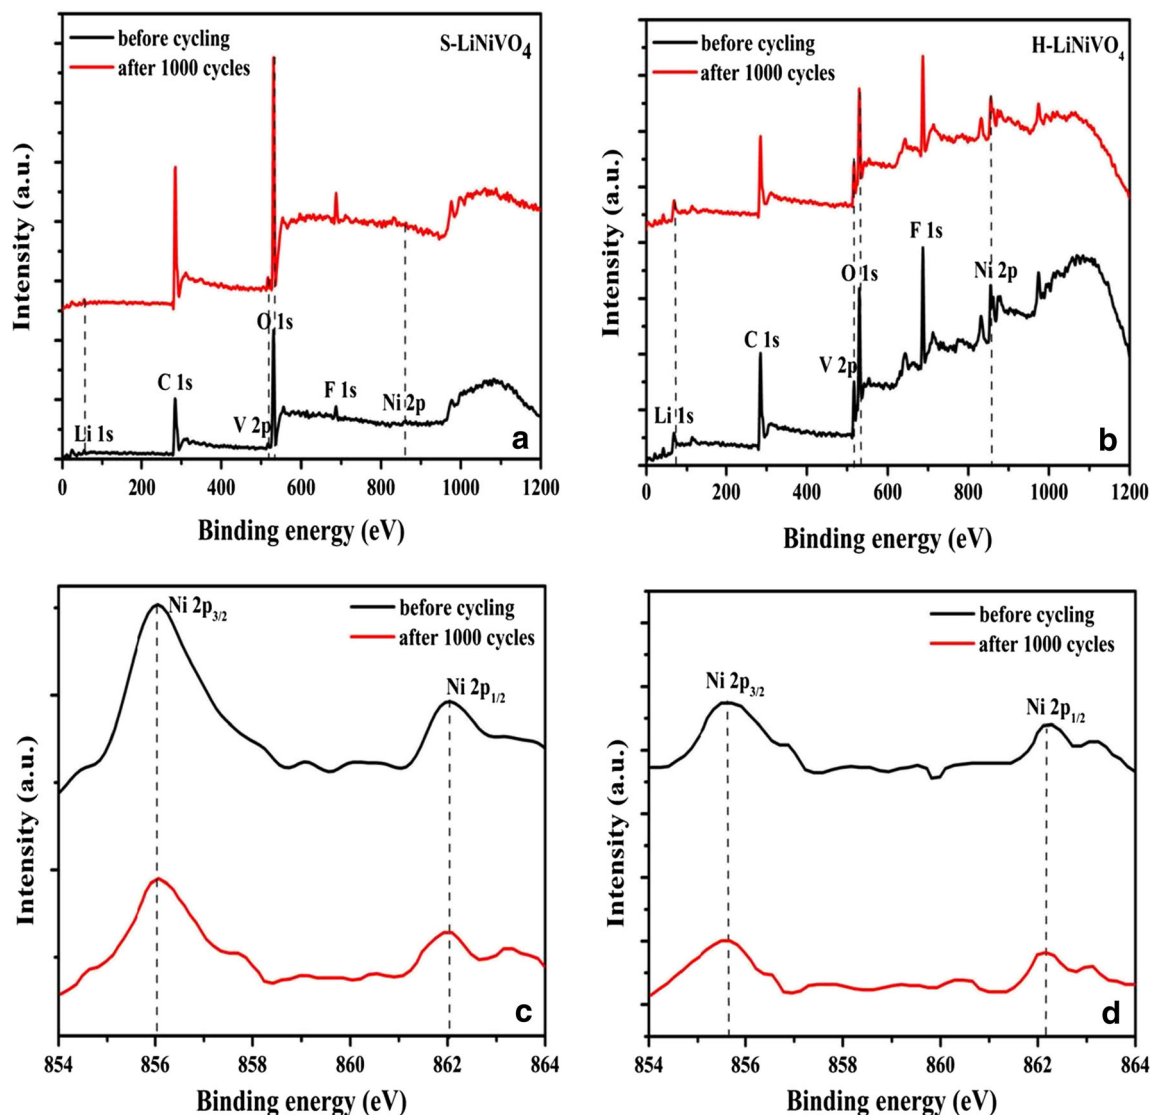 before cycling
after 1000 cycles
S-LiNiVO₄
Intensity (a.u.)
Li 1s
C 1s
V 2p
O 1s
F 1s
Ni 2p
a
0 200 400 600 800 1000 1200
Binding energy (eV)
before cycling
after 1000 cycles
H-LiNiVO₄
Intensity (a.u.)
Li 1s
C 1s
V 2p
O 1s
F 1s
Ni 2p
b
0 200 400 600 800 1000 1200
Binding energy (eV)
Ni 2p₃/₂
before cycling
after 1000 cycles
Ni 2p₁/₂
Intensity (a.u.)
c
854 856 858 860 862 864
Binding energy (eV)
before cycling
after 1000 cycles
Ni 2p₃/₂
Ni 2p₁/₂
Intensity (a.u.)
d
854 856 858 860 862 864
Binding energy (eV)